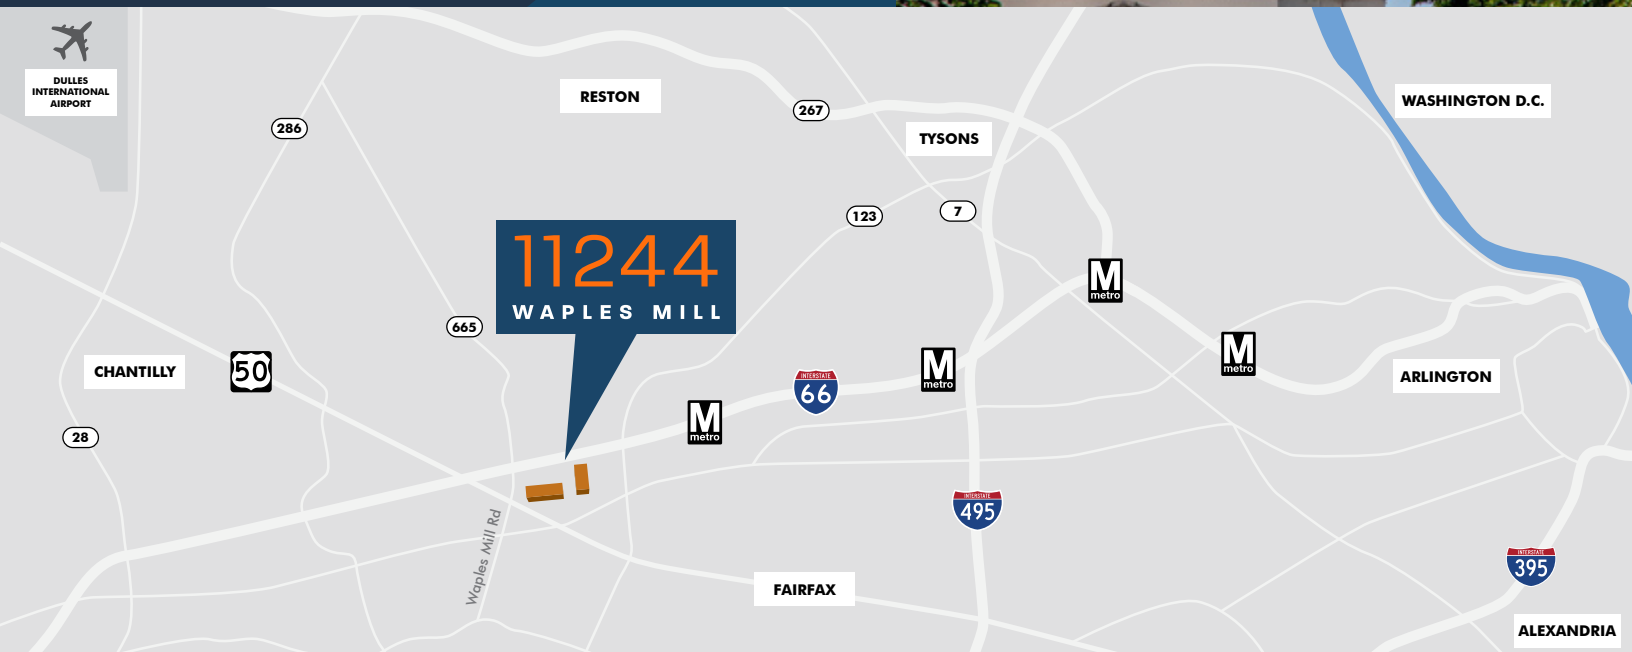 DULLES
INTERNATIONAL
AIRPORT
RESTON
WASHINGTON D.C.
267
286
TYSONS
123
7
11244
WAPLES MILL
M
metro
665
CHANTILLY
50
M
metro
M
metro
INTERSTATE
66
ARLINGTON
M
metro
28
INTERSTATE
495
Waples Mill Rd
INTERSTATE
395
FAIRFAX
ALEXANDRIA